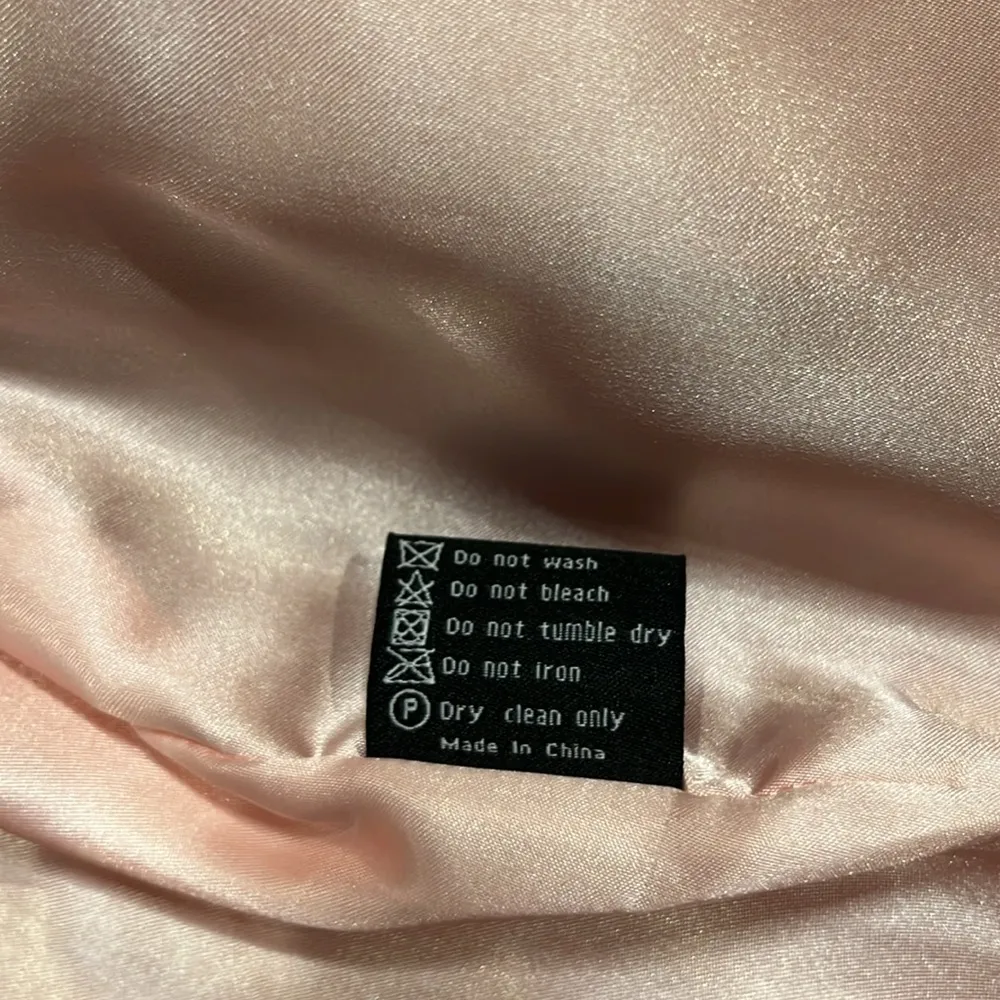 Do not wash
Do not bleach
Do not tumble dry
Do not iron
P Dry clean only
Made In China